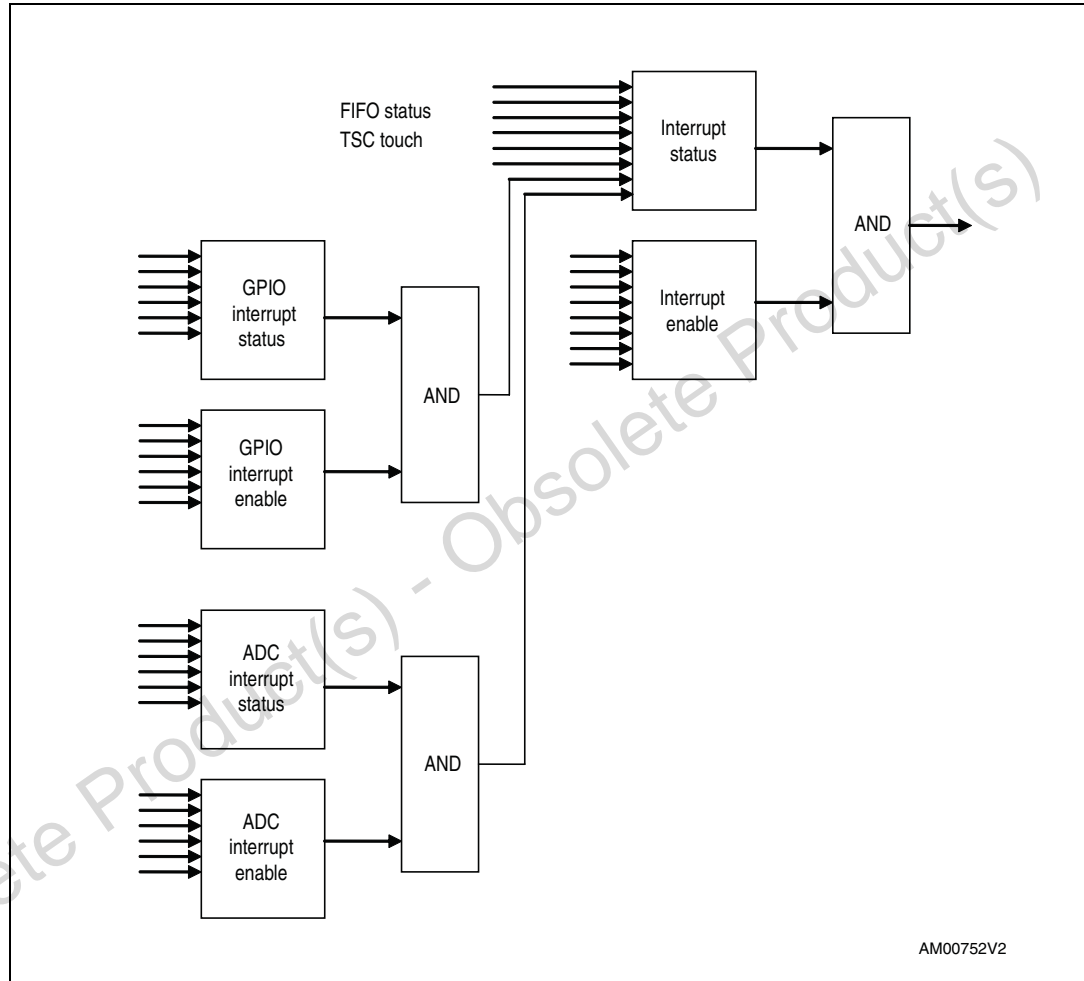 FIFO status
TSC touch
Interrupt
status
AND
Interrupt
enable
GPIO
interrupt
status
AND
GPIO
interrupt
enable
ADC
interrupt
status
AND
ADC
interrupt
enable
AM00752V2
ete Product(s) - Obsolete Product(s)